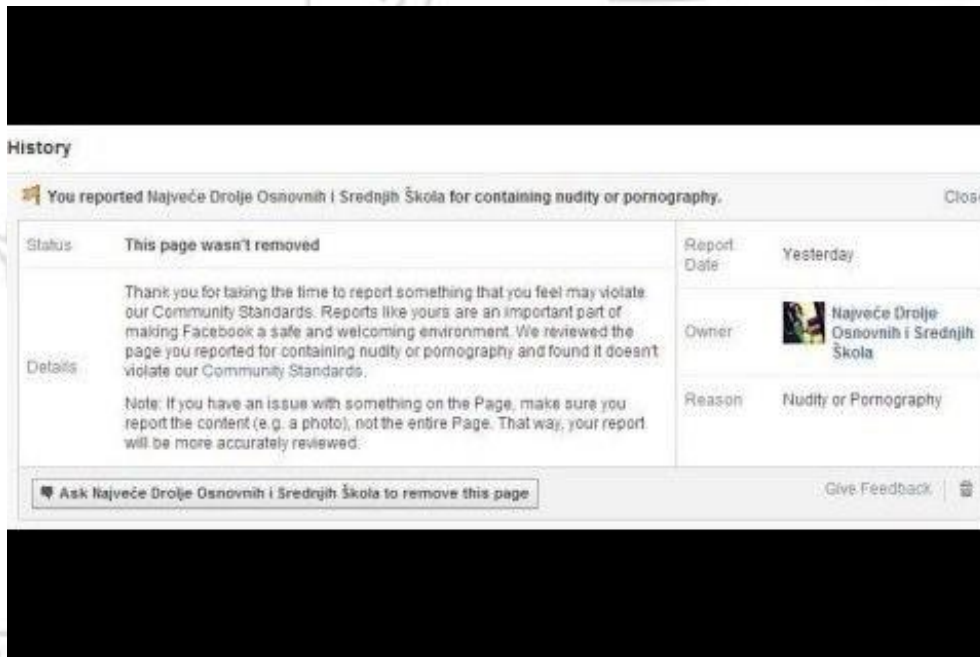 History
You reported Najveće Drolje Osnovnih i Srednjih Škola for containing nudity or pornography.
Close
Status
This page wasn't removed
Details
Thank you for taking the time to report something that you feel may violate
our Community Standards. Reports like yours are an important part of
making Facebook a safe and welcoming environment. We reviewed the
page you reported for containing nudity or pornography and found it doesn't
violate our Community Standards.
Note: If you have an issue with something on the Page, make sure you
report the content (e.g. a photo), not the entire Page. That way, your report
will be more accurately reviewed.
Report
Date
Yesterday
Owner
Najveće Drolje
Osnovnih i Srednjih
Škola
Reason
Nudity or Pornography
Ask Najveće Drolje Osnovnih i Srednjih Škola to remove this page
Give Feedback